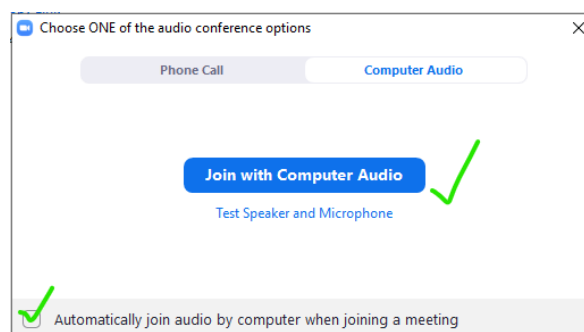 Choose ONE of the audio conference options
Phone Call
Computer Audio
Join with Computer Audio
Test Speaker and Microphone
Automatically join audio by computer when joining a meeting